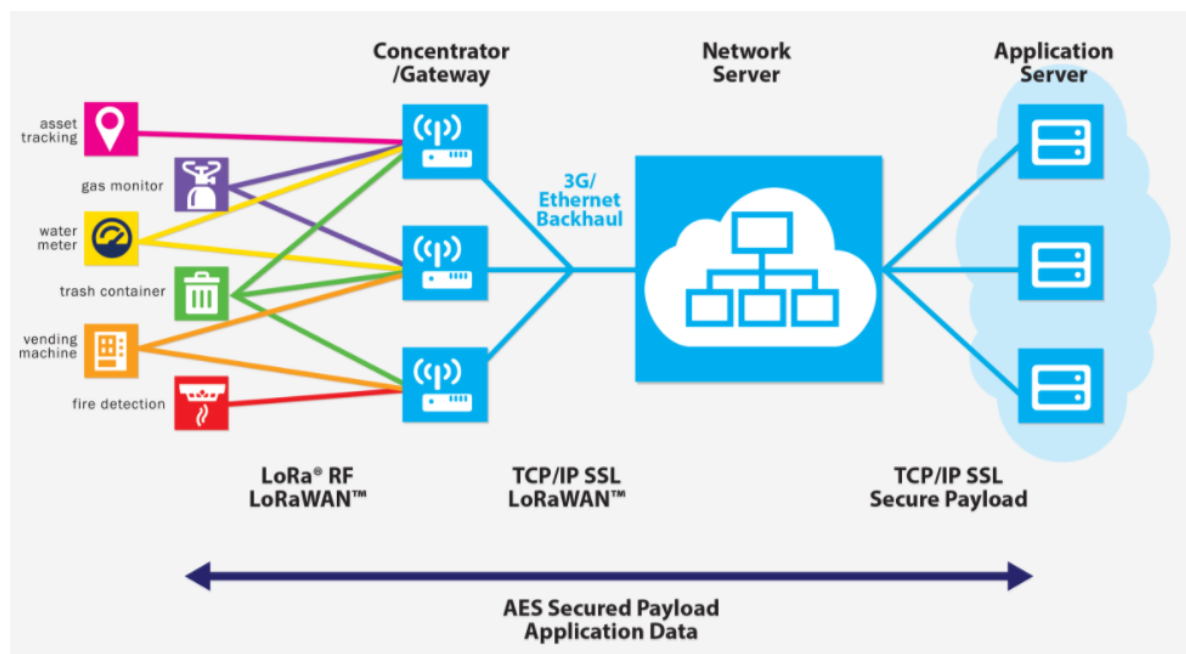 Concentrator
/Gateway
Network
Server
Application
Server
asset
tracking
gas monitor
water
meter
trash container
vending
machine
fire detection
3G/
Ethernet
Backhaul
LoRa® RF
LoRaWAN™
TCP/IP SSL
LoRaWAN™
TCP/IP SSL
Secure Payload
AES Secured Payload
Application Data